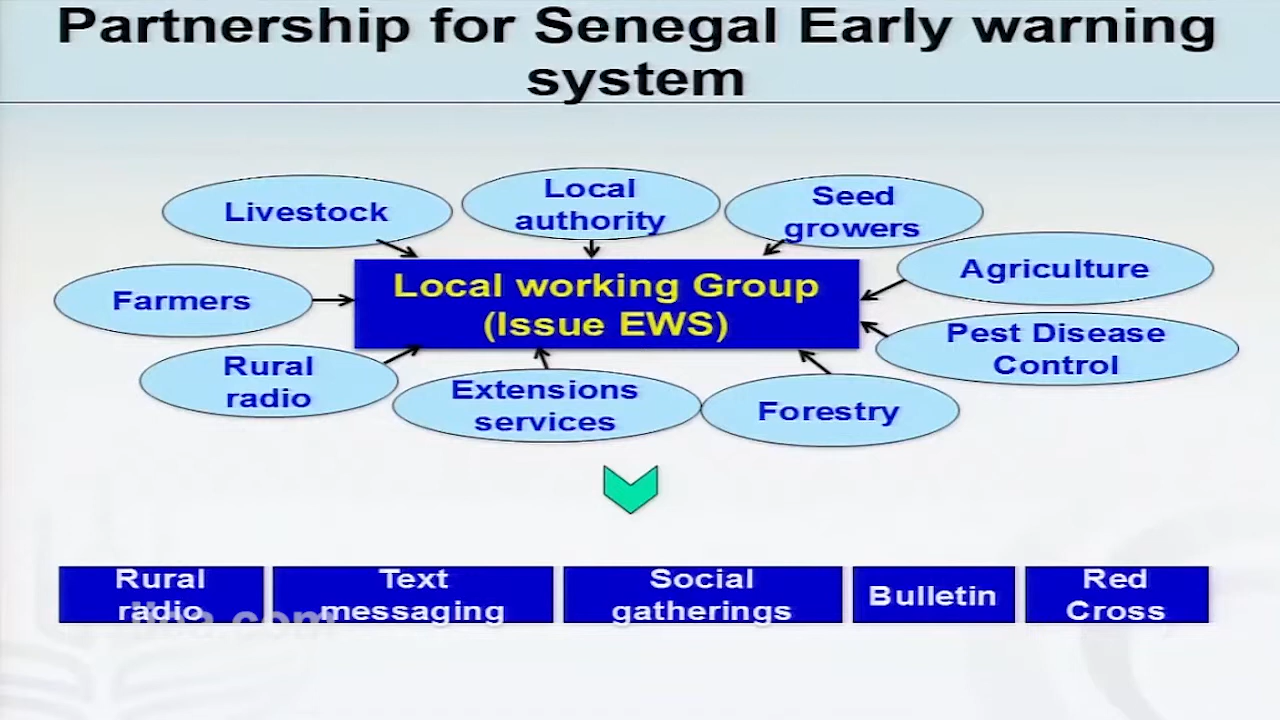 Partnership for Senegal Early warning
system
Livestock
Local
authority
Seed
growers
Agriculture
Farmers
Local working Group
(Issue EWS)
Pest Disease
Control
Rural
radio
Extensions
services
Forestry
Rural
radio
Text
messaging
Social
gatherings
Bulletin
Red
Cross